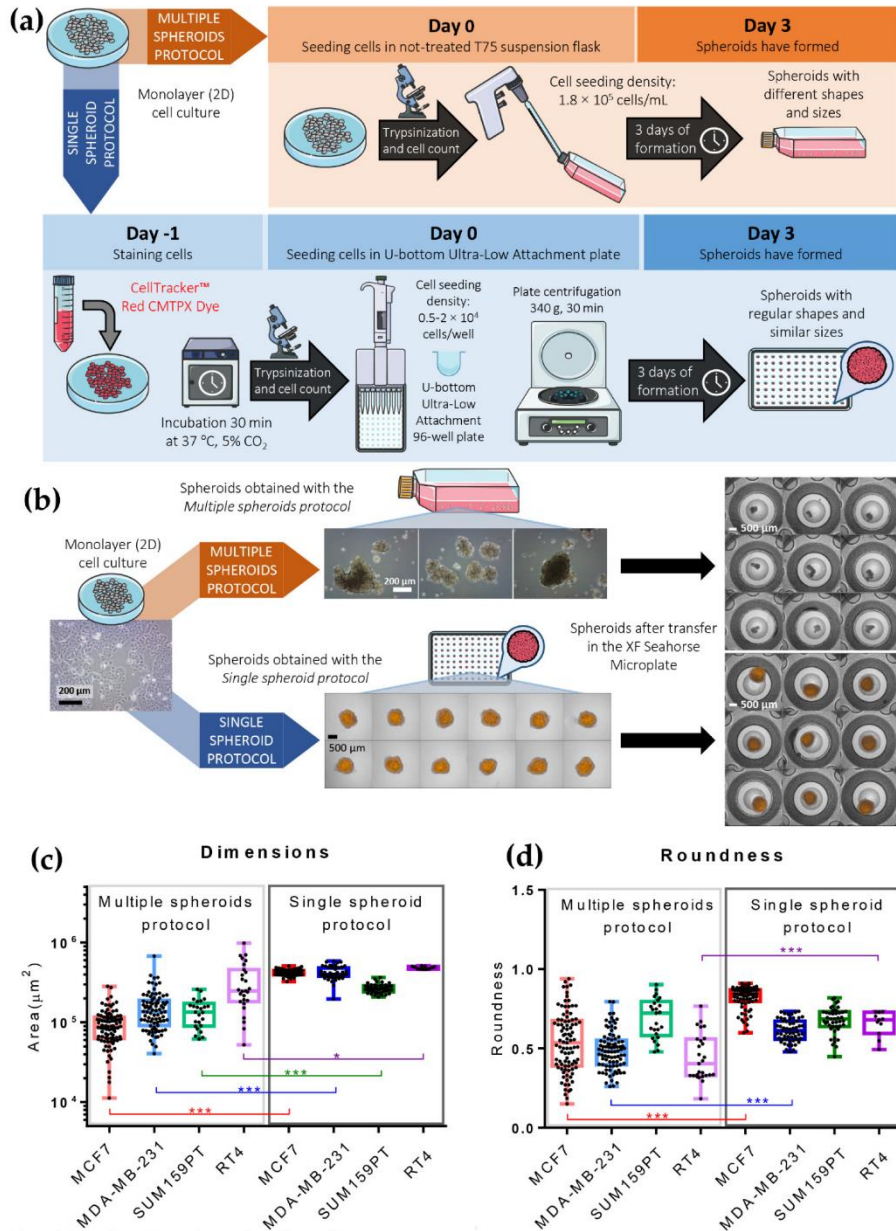 (a)
MULTIPLE
SPHEROIDS
PROTOCOL
Day 0
Seeding cells in not-treated T75 suspension flask
Day 3
Spheroids have formed
Monolayer (2D)
cell culture
SINGLE
SPHEROID
PROTOCOL
Trypsinization
and cell count
Cell seeding density:
1.8 × 10⁵ cells/mL
3 days of
formation
Spheroids with
different shapes
and sizes
Day -1
Staining cells
Day 0
Seeding cells in U-bottom Ultra-Low Attachment plate
Day 3
Spheroids have formed
CellTracker™
Red CMTPX Dye
Incubation 30 min
at 37 °C, 5% CO₂
Trypsinization
and cell count
Cell seeding
density:
0.5-2 × 10⁴
cells/well
U-bottom
Ultra-Low
Attachment
96-well plate
Plate centrifugation
340 g, 30 min
3 days of
formation
Spheroids with
regular shapes and
similar sizes
(b)
Spheroids obtained with the
Multiple spheroids protocol
Monolayer (2D)
cell culture
MULTIPLE
SPHEROIDS
PROTOCOL
200 μm
500 μm
200 μm
Spheroids obtained with the
Single spheroid protocol
Spheroids after transfer
in the XF Seahorse
Microplate
SINGLE
SPHEROID
PROTOCOL
500 μm
500 μm
(c)
Dimensions
Multiple spheroids
protocol
Single spheroid
protocol
Area (μm²)
10⁶
10⁵
10⁴
*
***
***
***
MCF7
MDA-MB-231
SUM159PT
RT4
MCF7
MDA-MB-231
SUM159PT
RT4
(d)
Roundness
Multiple spheroids
protocol
Single spheroid
protocol
Roundness
1.5
1.0
0.5
0.0
***
***
***
MCF7
MDA-MB-231
SUM159PT
RT4
MCF7
MDA-MB-231
SUM159PT
RT4